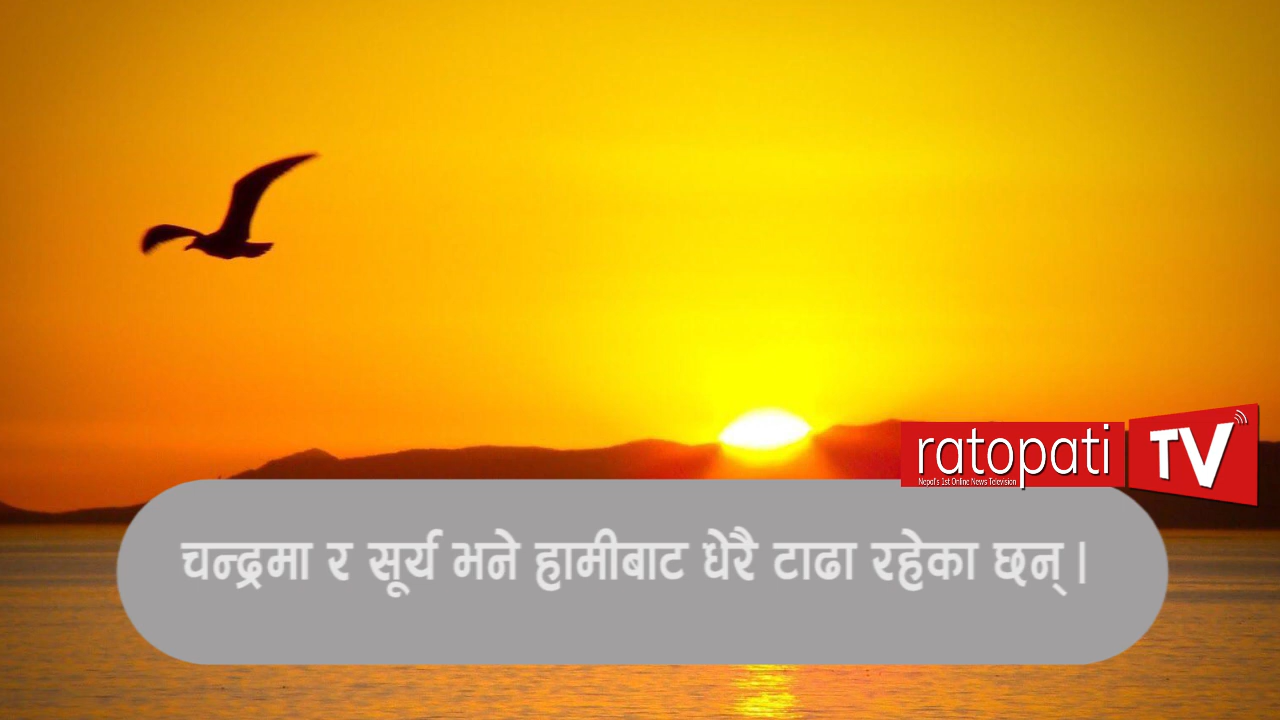 ratopati TV
Nepal's 1st Online News Television
चन्द्रमा र सूर्य भने हामीबाट धेरै टाढा रहेका छन्।